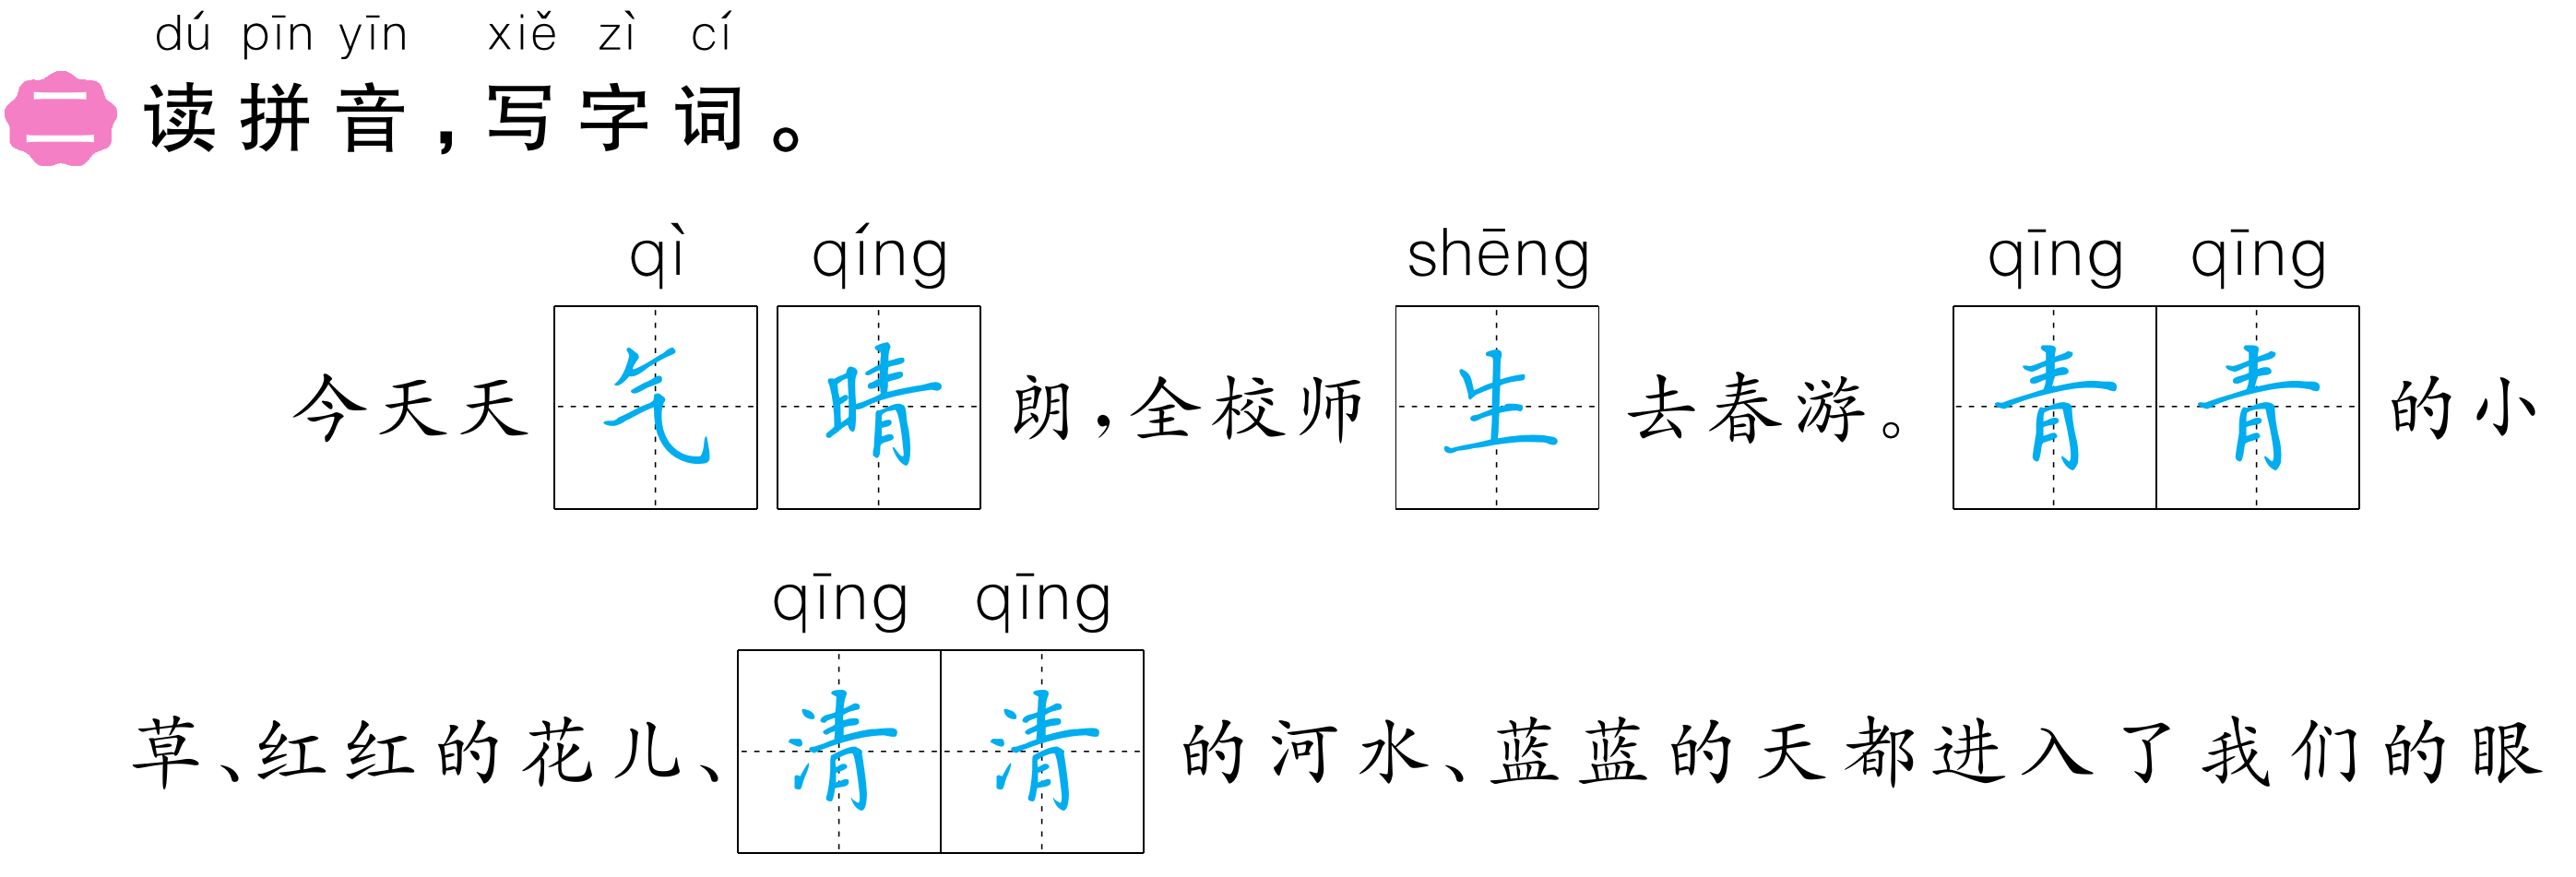 dú pīn yīn xiě zì cí
二 读拼音,写字词。
qì qíng shēng qīng qīng
今天天气晴朗,全校师生去春游。青青的小
qīng qīng
草、红红的花儿、清清的河水、蓝蓝的天都进入了我们的眼